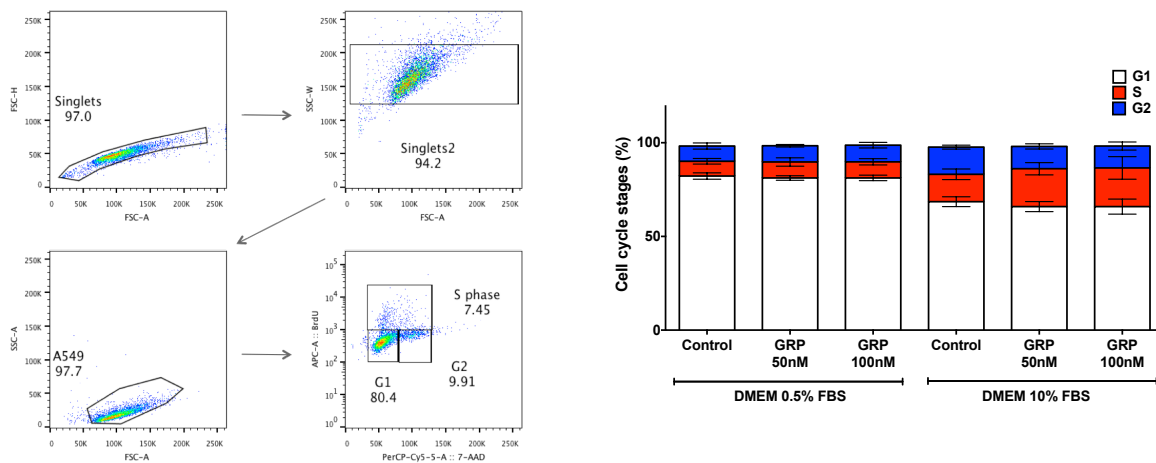 250K
200K
150K
100K
50K
0
FSC-H
Singlets
97.0
0 50K 100K 150K 200K 250K
FSC-A
250K
200K
150K
100K
50K
0
SSC-W
Singlets2
94.2
0 50K 100K 150K 200K 250K
FSC-A
250K
200K
150K
100K
50K
0
SSC-A
A549
97.7
0 50K 100K 150K 200K 250K
FSC-A
10^5
10^4
10^3
10^2
10^1
0
APC-A :: BrdU
S phase
7.45
G1
80.4
G2
9.91
0 50K 100K 150K 200K 250K
PerCP-Cy5-5-A :: 7-AAD
G1
S
G2
Cell cycle stages (%)
100
50
0
Control GRP 50nM GRP 100nM Control GRP 50nM GRP 100nM
DMEM 0.5% FBS DMEM 10% FBS